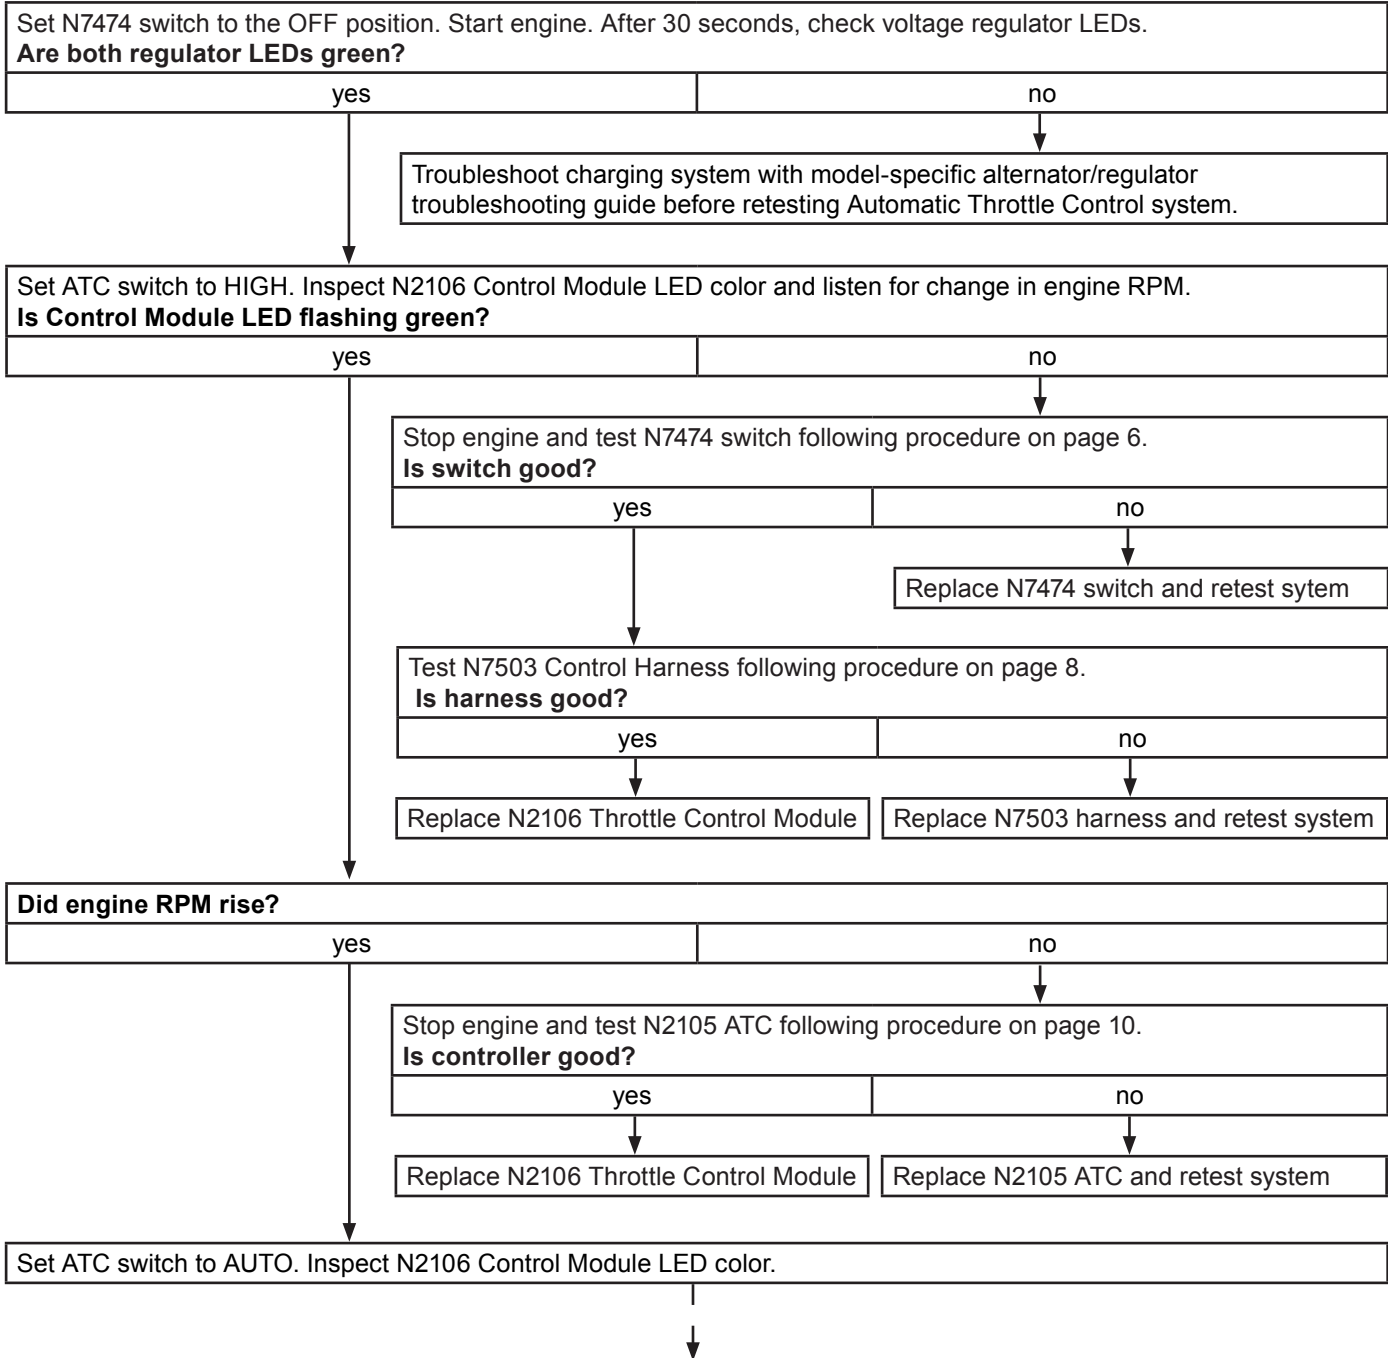 Set N7474 switch to the OFF position. Start engine. After 30 seconds, check voltage regulator LEDs.
Are both regulator LEDs green?
yes
no
Troubleshoot charging system with model-specific alternator/regulator
troubleshooting guide before retesting Automatic Throttle Control system.
Set ATC switch to HIGH. Inspect N2106 Control Module LED color and listen for change in engine RPM.
Is Control Module LED flashing green?
yes
no
Stop engine and test N7474 switch following procedure on page 6.
Is switch good?
yes
no
Replace N7474 switch and retest sytem
Test N7503 Control Harness following procedure on page 8.
Is harness good?
yes
no
Replace N2106 Throttle Control Module
Replace N7503 harness and retest system
Did engine RPM rise?
yes
no
Stop engine and test N2105 ATC following procedure on page 10.
Is controller good?
yes
no
Replace N2106 Throttle Control Module
Replace N2105 ATC and retest system
Set ATC switch to AUTO. Inspect N2106 Control Module LED color.